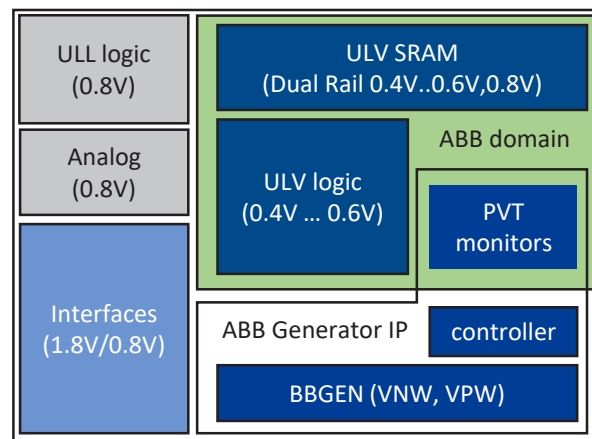 ULL logic
(0.8V)
Analog
(0.8V)
Interfaces
(1.8V/0.8V)
ULV SRAM
(Dual Rail 0.4V..0.6V,0.8V)
ABB domain
ULV logic
(0.4V ... 0.6V)
PVT
monitors
ABB Generator IP
controller
BBGEN (VNW, VPW)